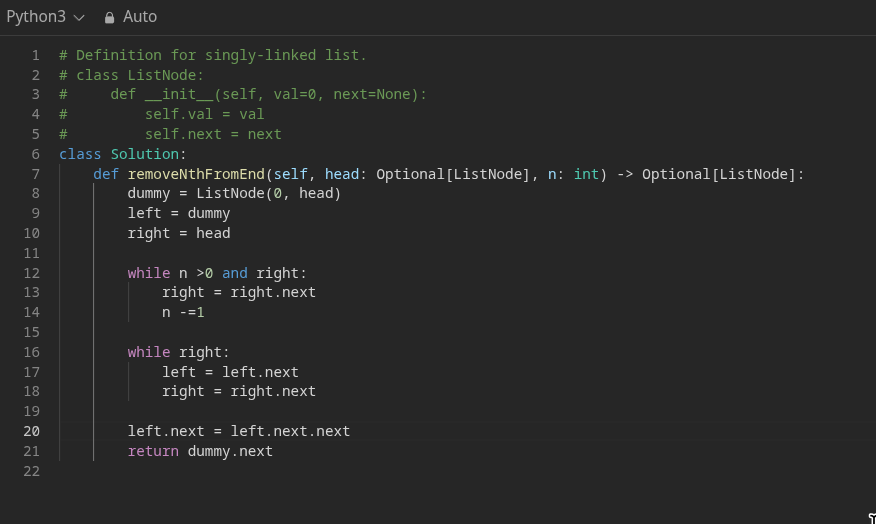 Python3 Auto
1 # Definition for singly-linked list.
2 # class ListNode:
3 #     def __init__(self, val=0, next=None):
4 #         self.val = val
5 #         self.next = next
6 class Solution:
7     def removeNthFromEnd(self, head: Optional[ListNode], n: int) -> Optional[ListNode]:
8         dummy = ListNode(0, head)
9         left = dummy
10         right = head
11
12         while n >0 and right:
13             right = right.next
14             n -=1
15
16         while right:
17             left = left.next
18             right = right.next
19
20         left.next = left.next.next
21         return dummy.next
22